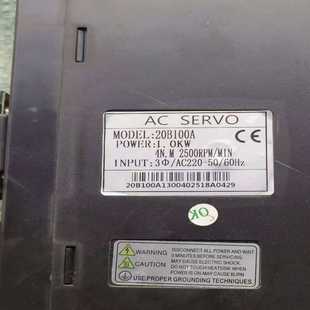 AC SERVO
MODEL:20B100A
POWER:1.0KW
4N.M 2500RPM/MIN
INPUT:3Φ/AC220-50/60Hz
CE
20B100A1300402518A0429
OK
WARNING
CAUTION
DISCONNECT ALL POWER AND WAIT
5 MINUTES BEFORE SERVICING
MAY CAUSE ELECTRIC SHOCK.
DO NOT TOUCH HEATSINK WHEN
POWER IS ON MAY CAUSE BURN
USE PROPER GROUNDING TECHNIQUES